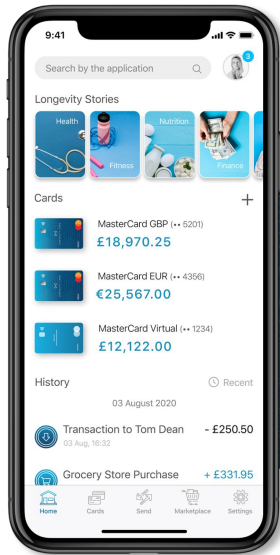 9:41
3
Search by the application
Longevity Stories
Health
Fitness
Nutrition
Finance
Cards
MasterCard GBP (•• 5201)
£18,970.25
MasterCard EUR (•• 4356)
€25,567.00
MasterCard Virtual (•• 1234)
£12,122.00
History
Recent
03 August 2020
Transaction to Tom Dean - £250.50
03 Aug, 16:32
Grocery Store Purchase + £331.95
Home Cards Send Marketplace Settings